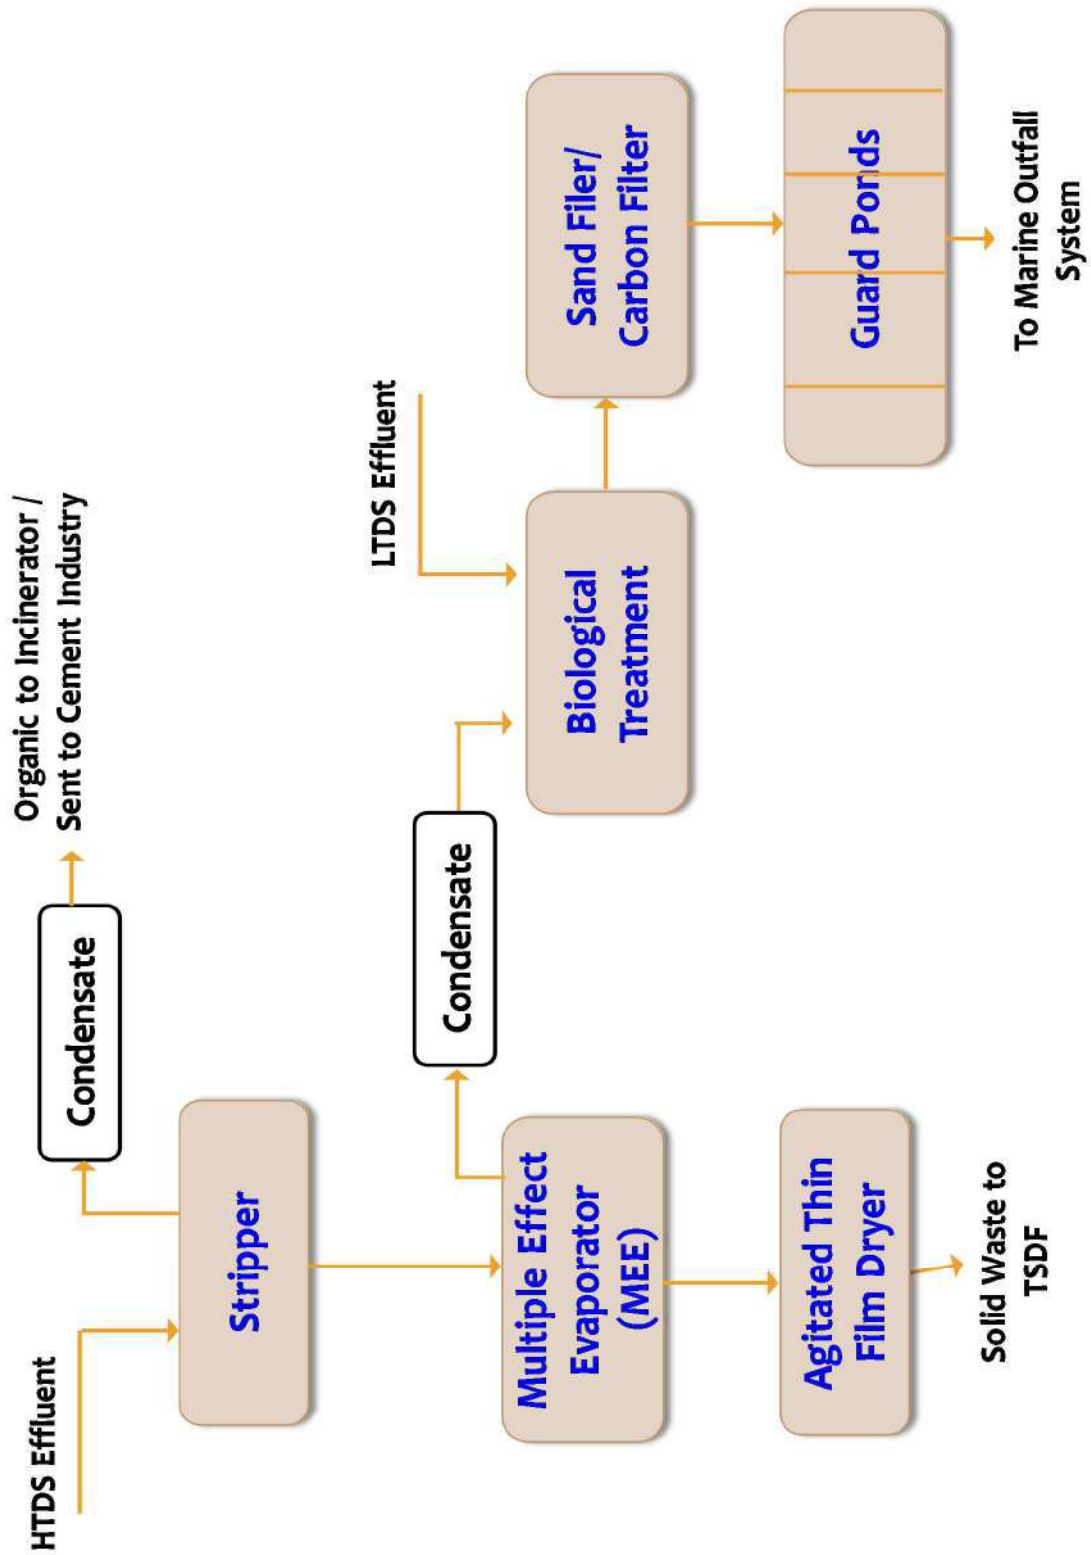 HTDS Effluent
Condensate
Organic to Incinerator /
Sent to Cement Industry
Stripper
LTDS Effluent
Condensate
Multiple Effect
Evaporator
(MEE)
Biological
Treatment
Sand Filer/
Carbon Filter
Agitated Thin
Film Dryer
Guard Ponds
Solid Waste to
TSDF
To Marine Outfall
System